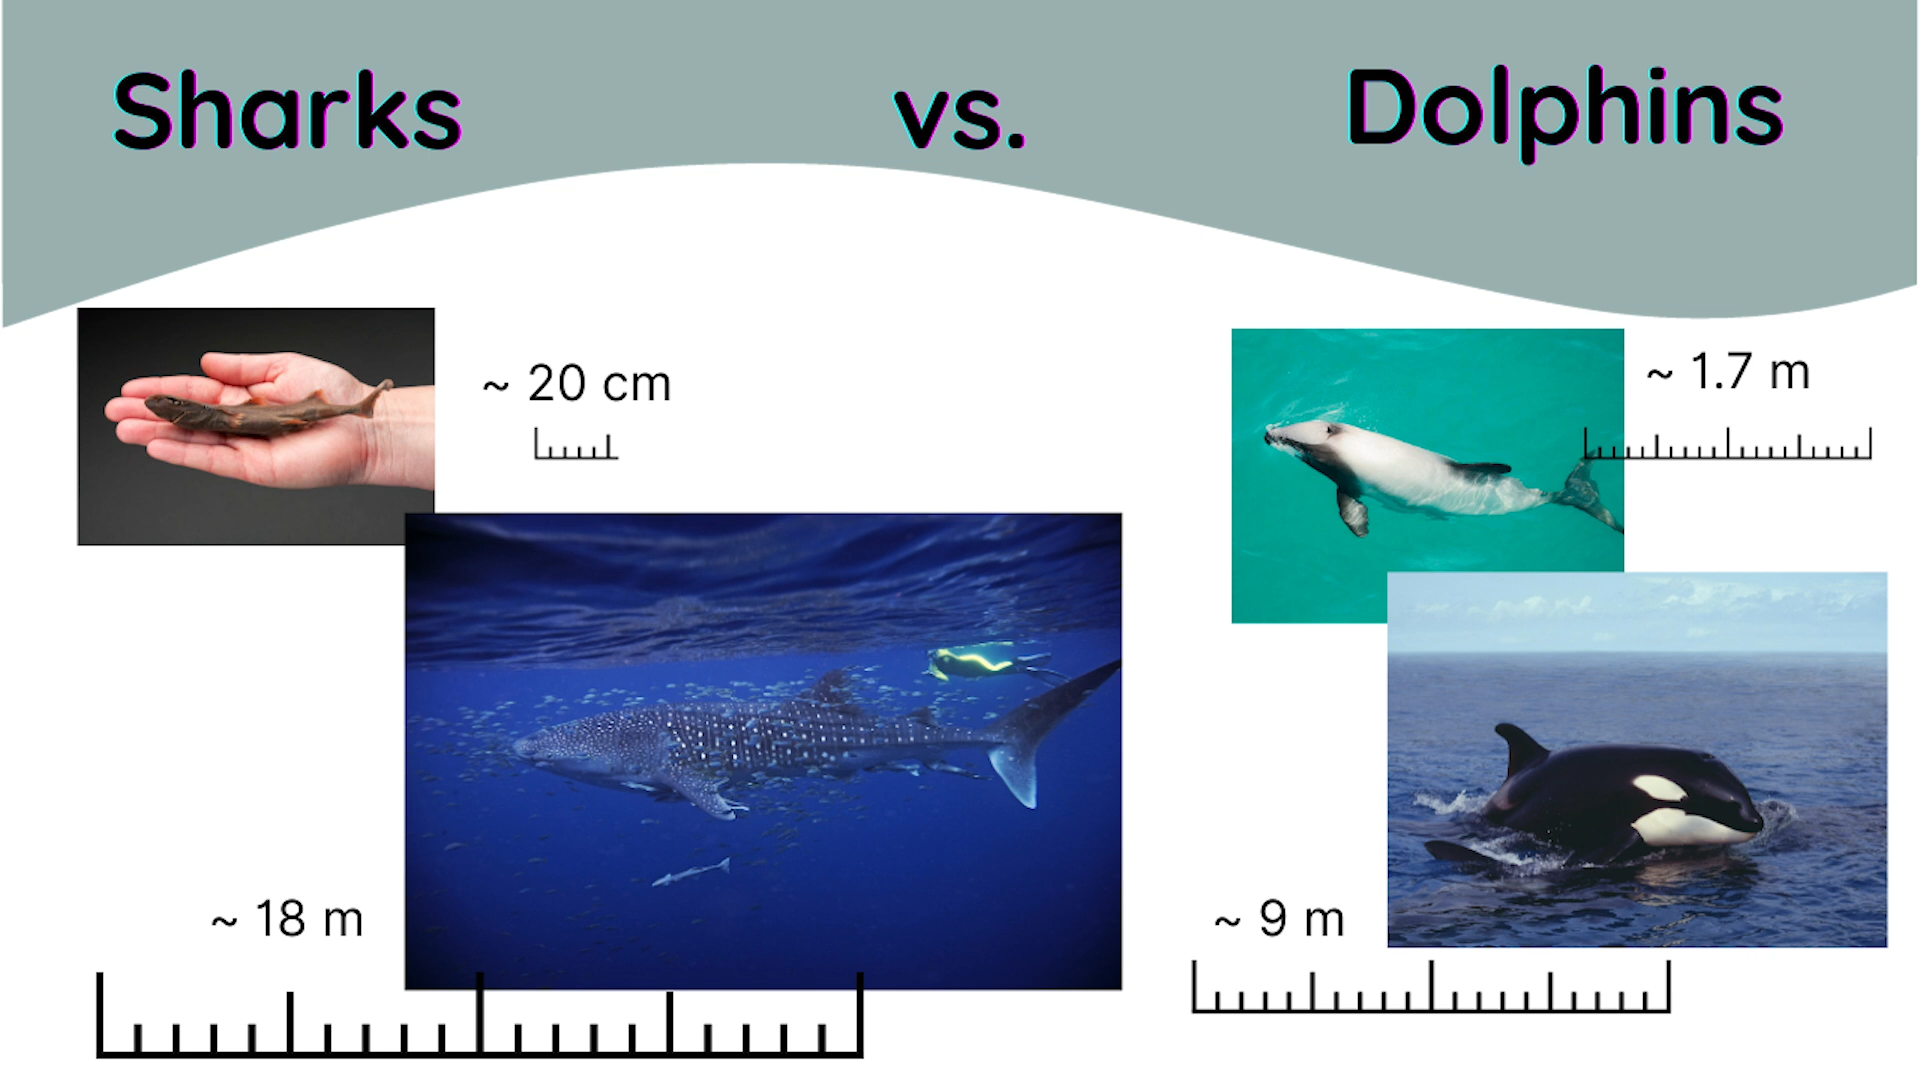 Sharks vs. Dolphins
~ 20 cm
~ 1.7 m
~ 18 m
~ 9 m